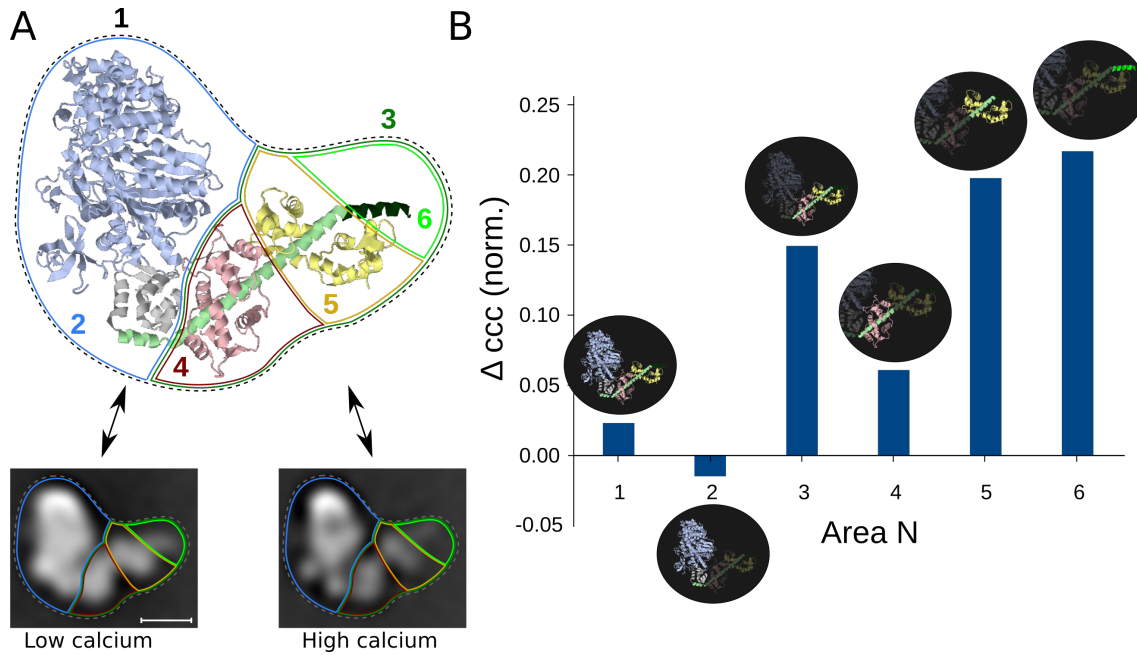 A
1
2
3
4
5
6
Low calcium
High calcium
B
Δ ccc (norm.)
0.25
0.20
0.15
0.10
0.05
0.00
-0.05
1 2 3 4 5 6
Area N